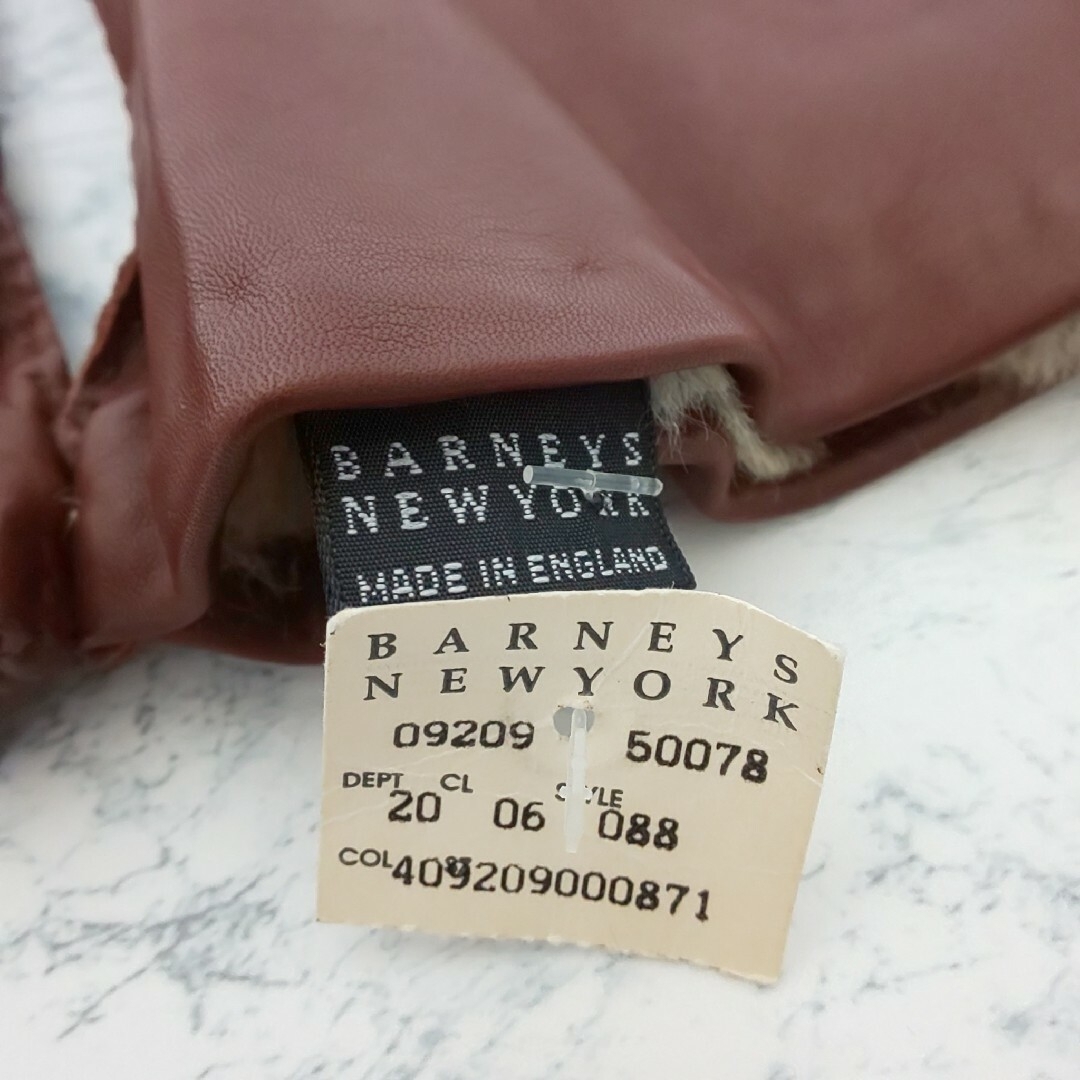 BARNEYS
NEW YORK
MADE IN ENGLAND
BARNEYS
NEWYORK
09209 50078
DEPT CL STYLE
20 06 088
COL 409209000871